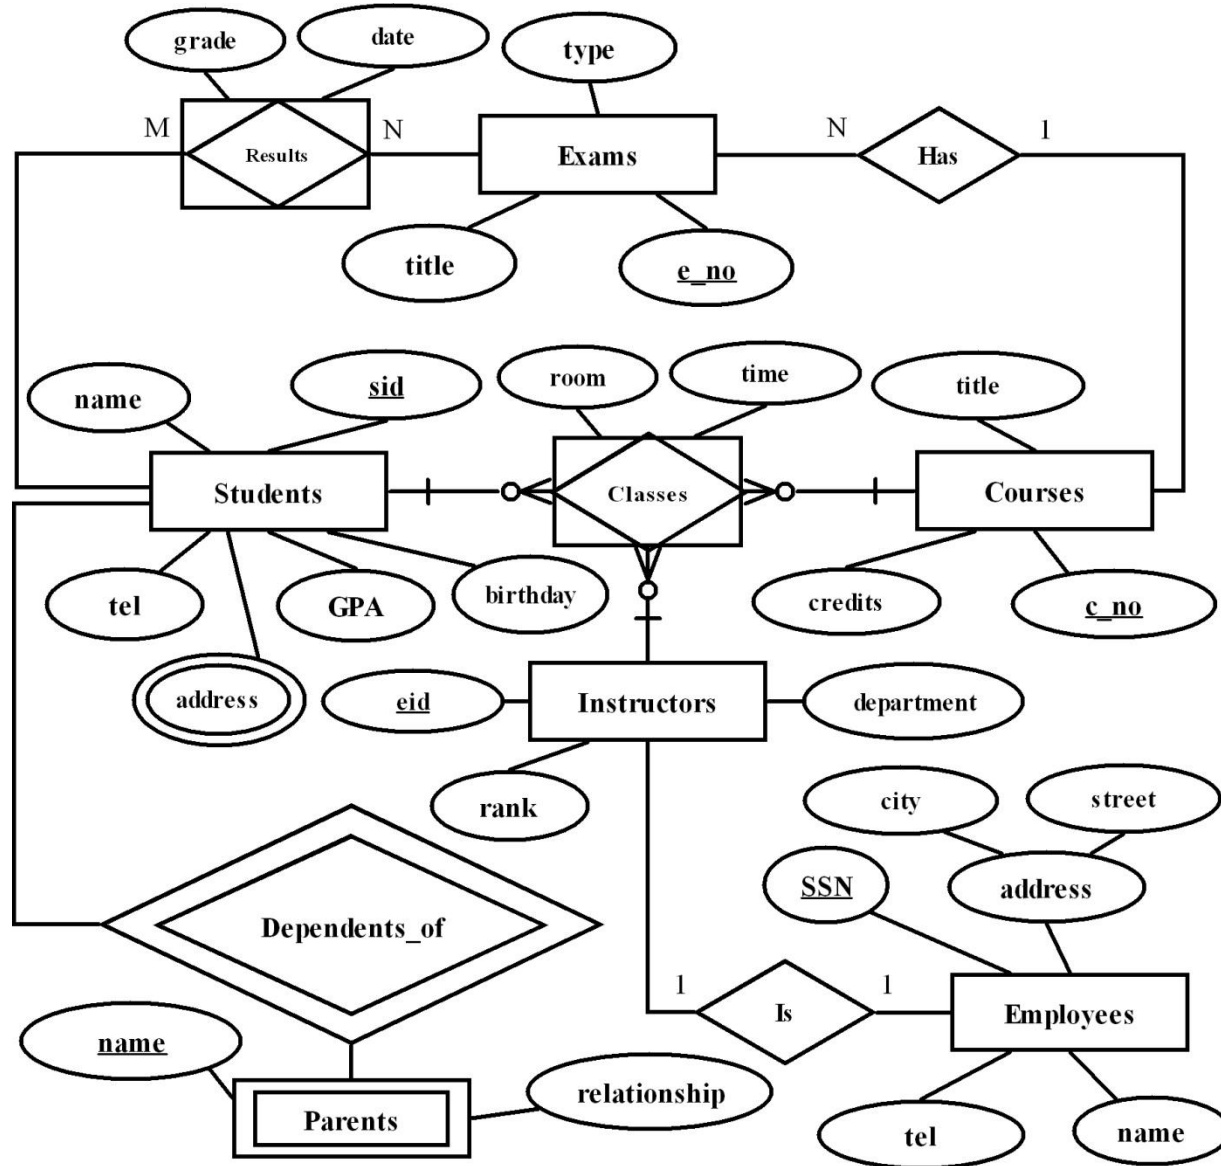 grade
date
type
M
Results
N
Exams
N
Has
1
title
e_no
name
sid
room
time
title
Students
Classes
Courses
tel
GPA
birthday
credits
c_no
address
eid
Instructors
department
rank
city
street
SSN
address
Dependents_of
1
Is
1
Employees
name
Parents
relationship
tel
name